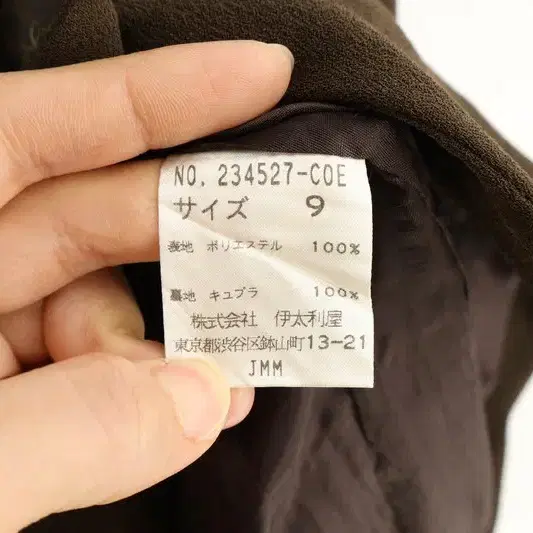 NO. 234527-COE
サイズ 9
表地 ポリエステル 100%
裏地 キュプラ 100%
株式会社 伊太利屋
東京都渋谷区鉢山町13-21
JMM